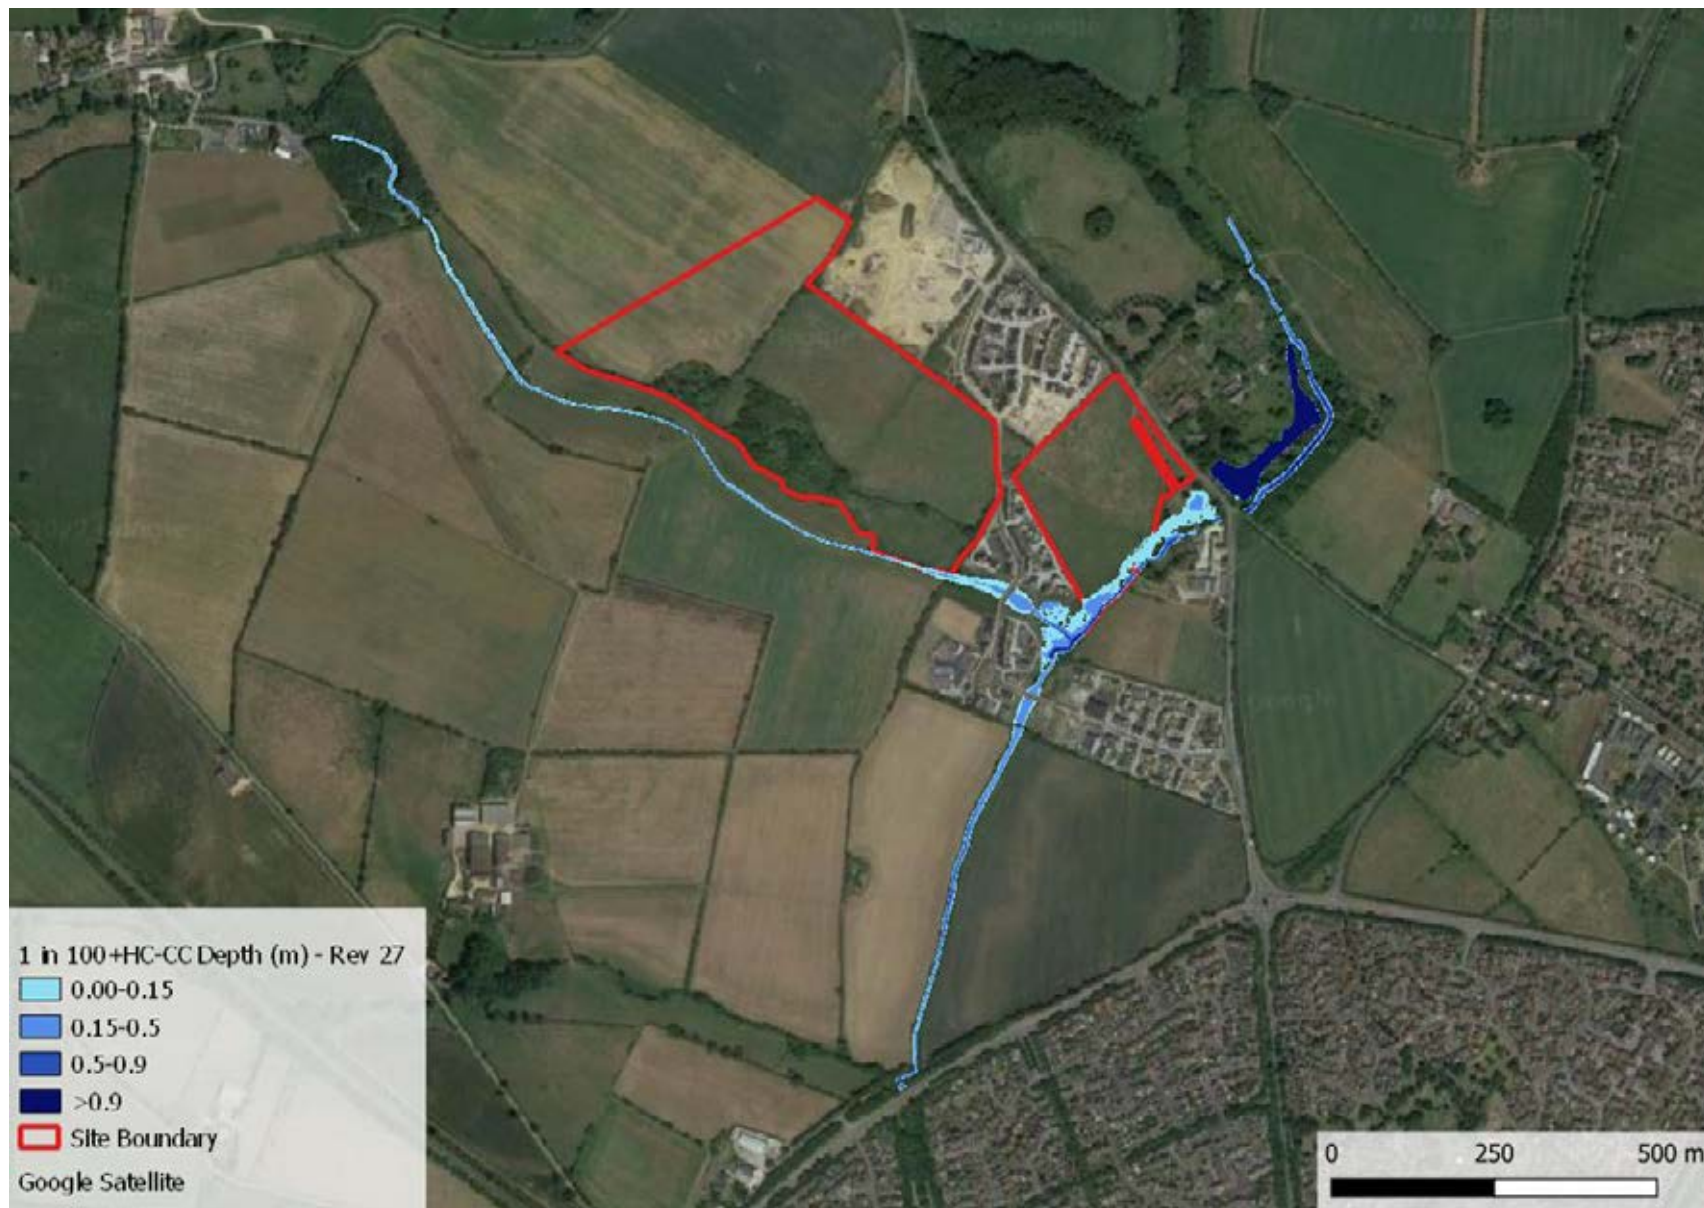 1 in 100+HC-CC Depth (m) - Rev 27
0.00-0.15
0.15-0.5
0.5-0.9
>0.9
Site Boundary
Google Satellite
0 250 500 m